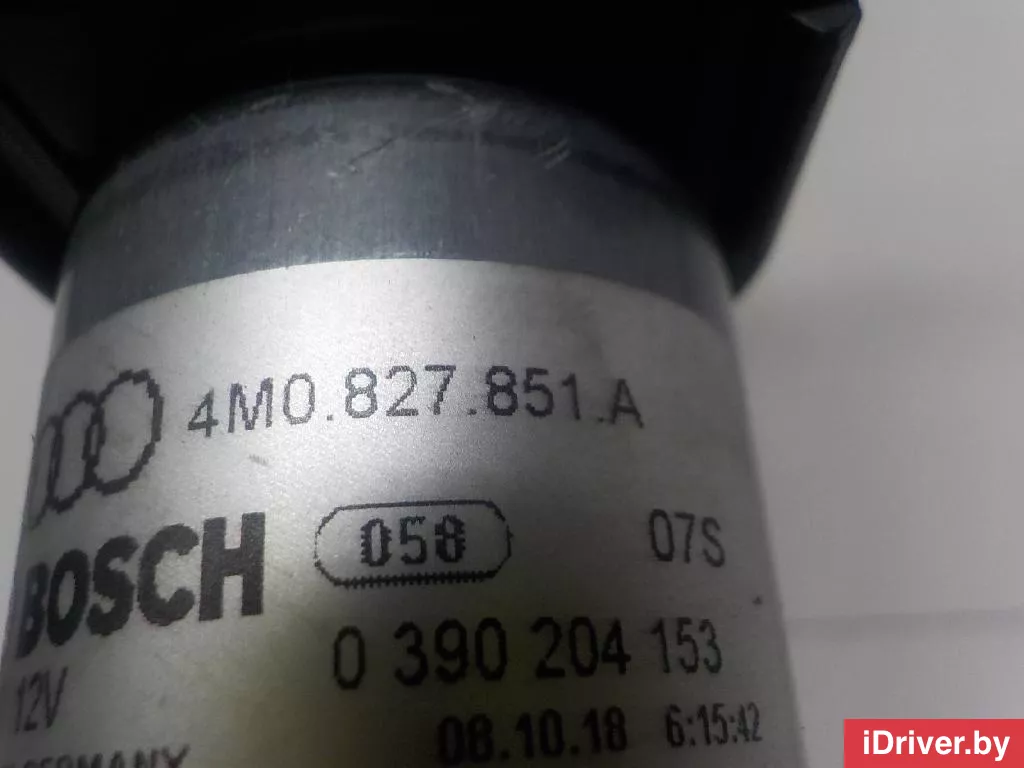 4M0.827.851.A
BOSCH 058 07S
0 390 204 153
12V
08.10.18 6:15:42
GERMANY
iDriver.by